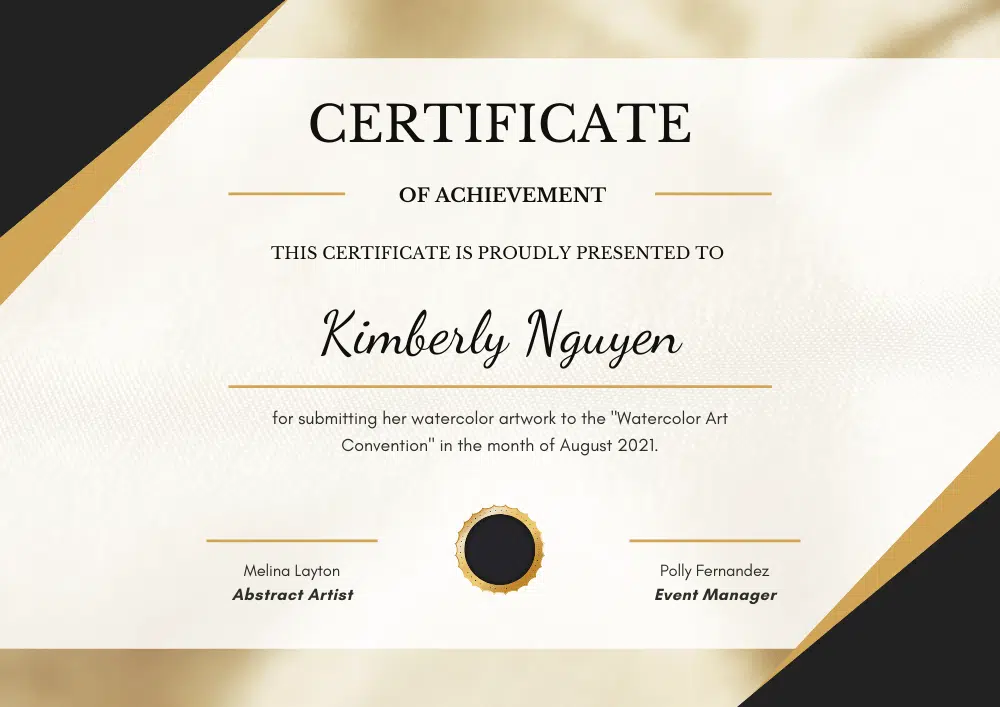 CERTIFICATE
OF ACHIEVEMENT
THIS CERTIFICATE IS PROUDLY PRESENTED TO
Kimberly Nguyen
for submitting her watercolor artwork to the "Watercolor Art
Convention" in the month of August 2021.
Melina Layton
Abstract Artist
Polly Fernandez
Event Manager